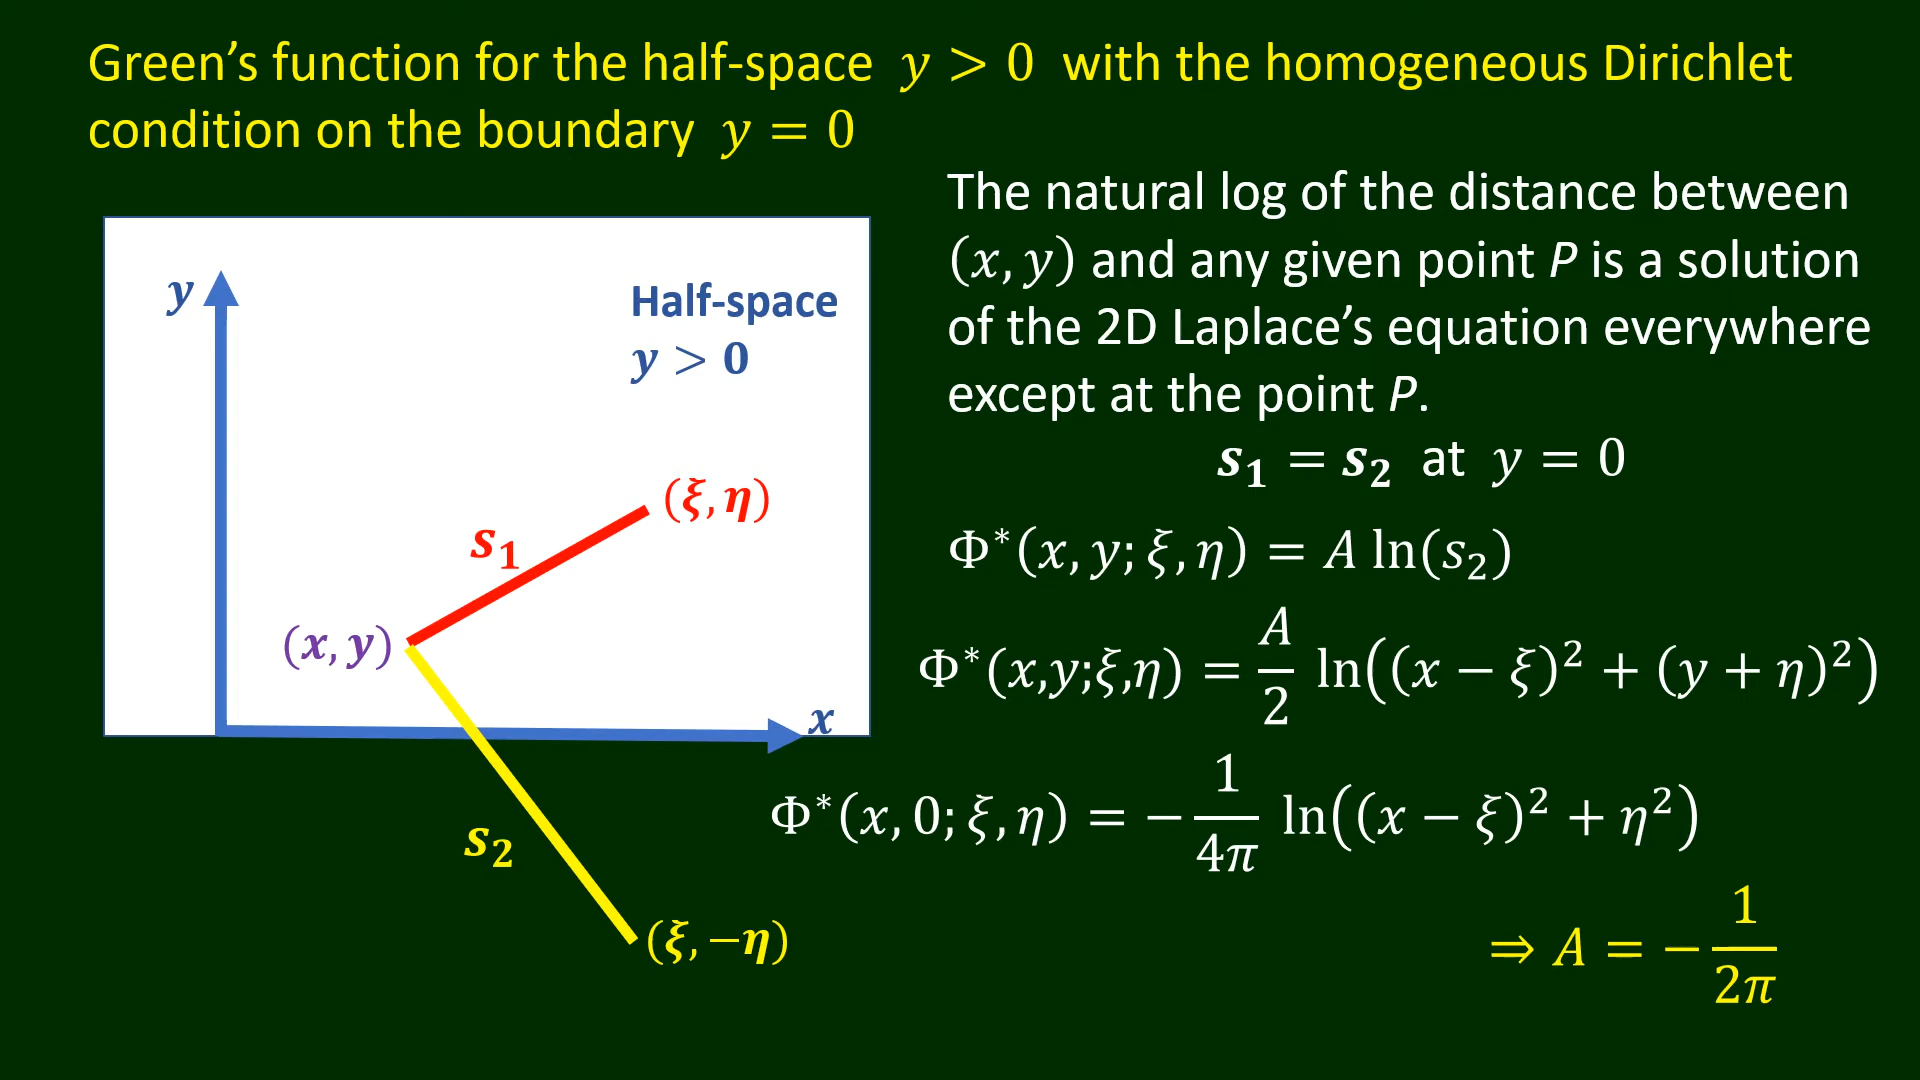 Green’s function for the half-space y > 0 with the homogeneous Dirichlet
condition on the boundary y = 0
The natural log of the distance between
(x, y) and any given point P is a solution
of the 2D Laplace’s equation everywhere
except at the point P.
s₁ = s₂ at y = 0
Φ*(x, y; ξ, η) = A ln(s₂)
Φ*(x,y;ξ,η) = A/2 ln((x − ξ)² + (y + η)²)
Φ*(x, 0; ξ, η) = − 1/4π ln((x − ξ)² + η²)
⇒ A = − 1/2π
y
Half-space
y > 0
(ξ, η)
s₁
(x, y)
x
s₂
(ξ, −η)